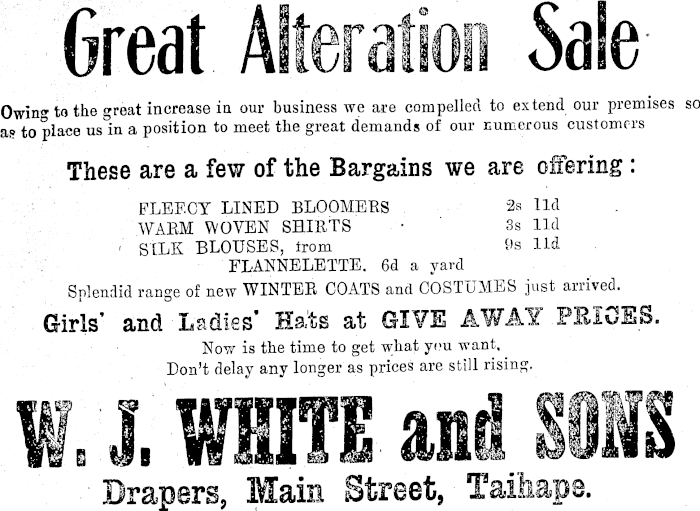 Great Alteration Sale
Owing to the great increase in our business we are compelled to extend our premises so
as to place us in a position to meet the great demands of our numerous customers
These are a few of the Bargains we are offering:
FLEECY LINED BLOOMERS 2s 11d
WARM WOVEN SHIRTS 3s 11d
SILK BLOUSES, from 9s 11d
FLANNELETTE. 6d a yard
Splendid range of new WINTER COATS and COSTUMES just arrived.
Girls' and Ladies' Hats at GIVE AWAY PRICES.
Now is the time to get what you want.
Don't delay any longer as prices are still rising.
W. J. WHITE and SONS
Drapers, Main Street, Taihape.